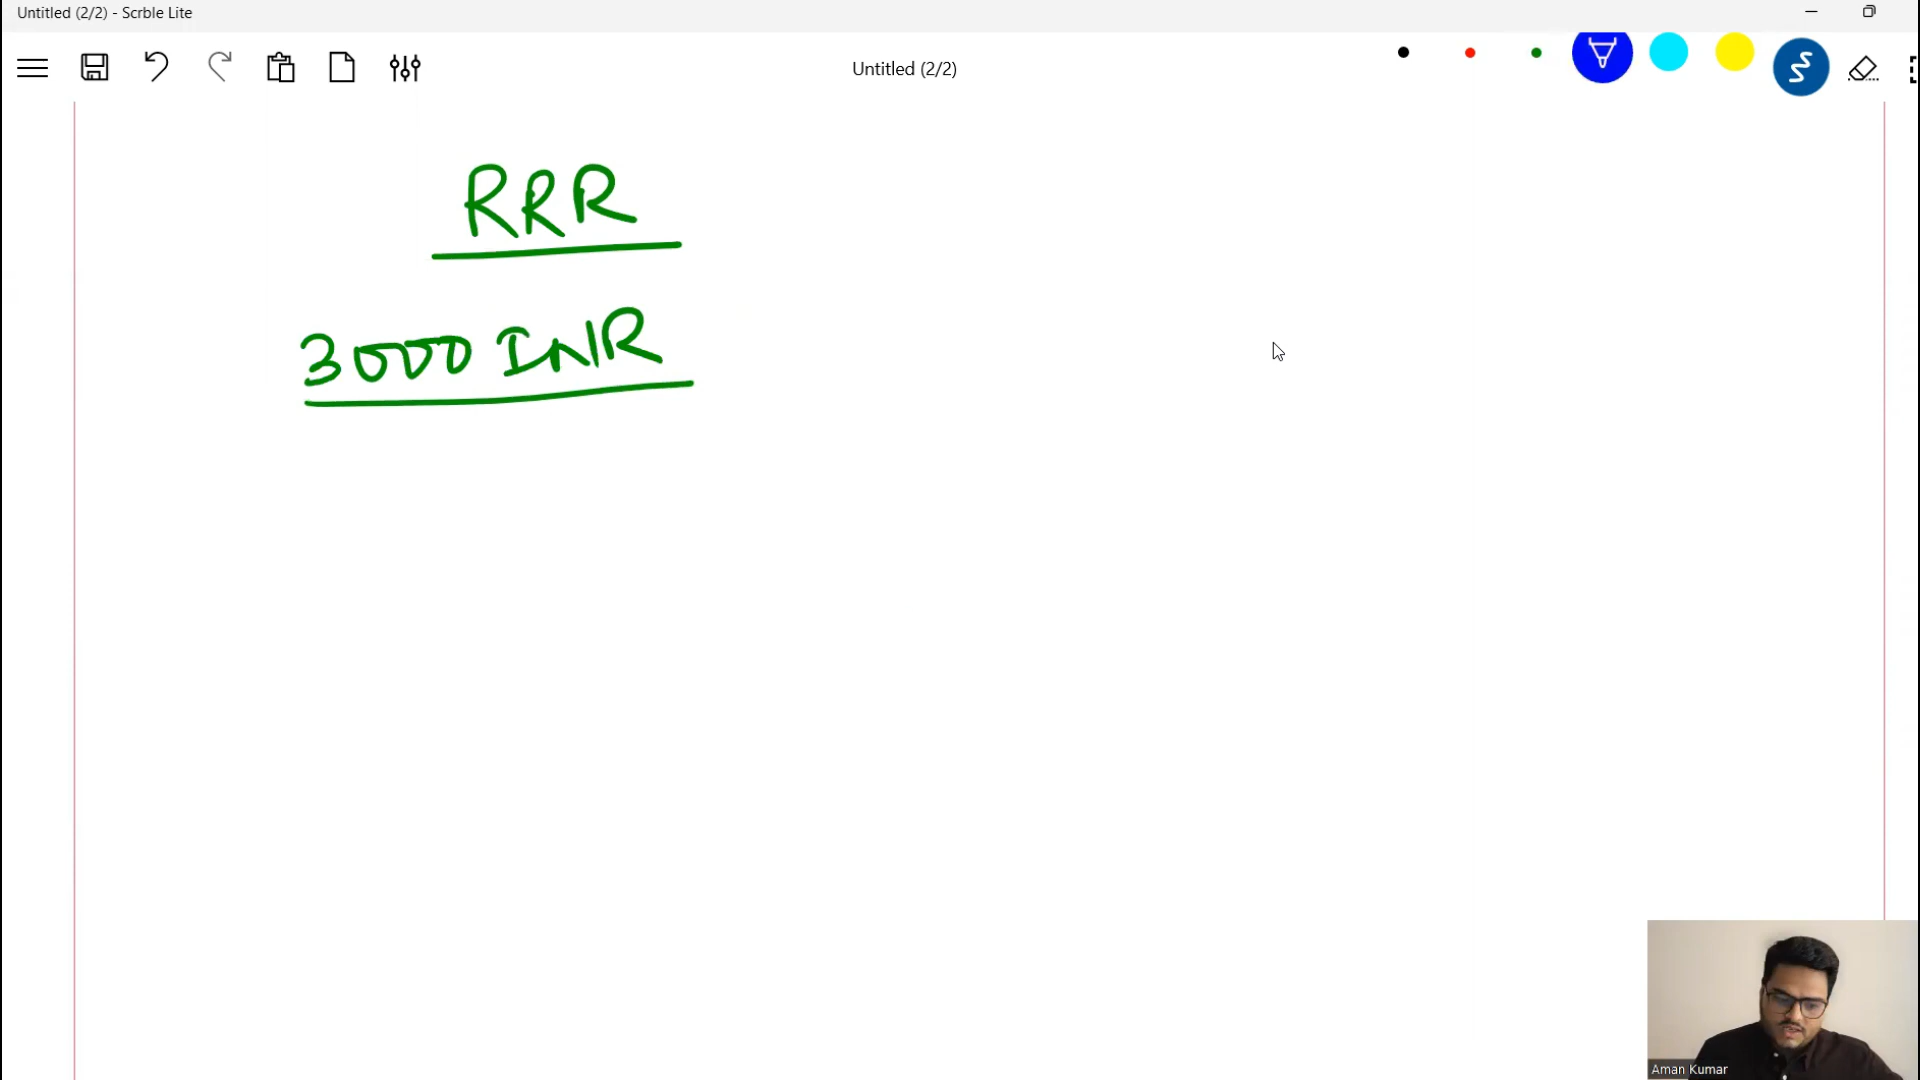 Untitled (2/2) - Scrble Lite
Untitled (2/2)
RRR
3000 INR
Aman Kumar